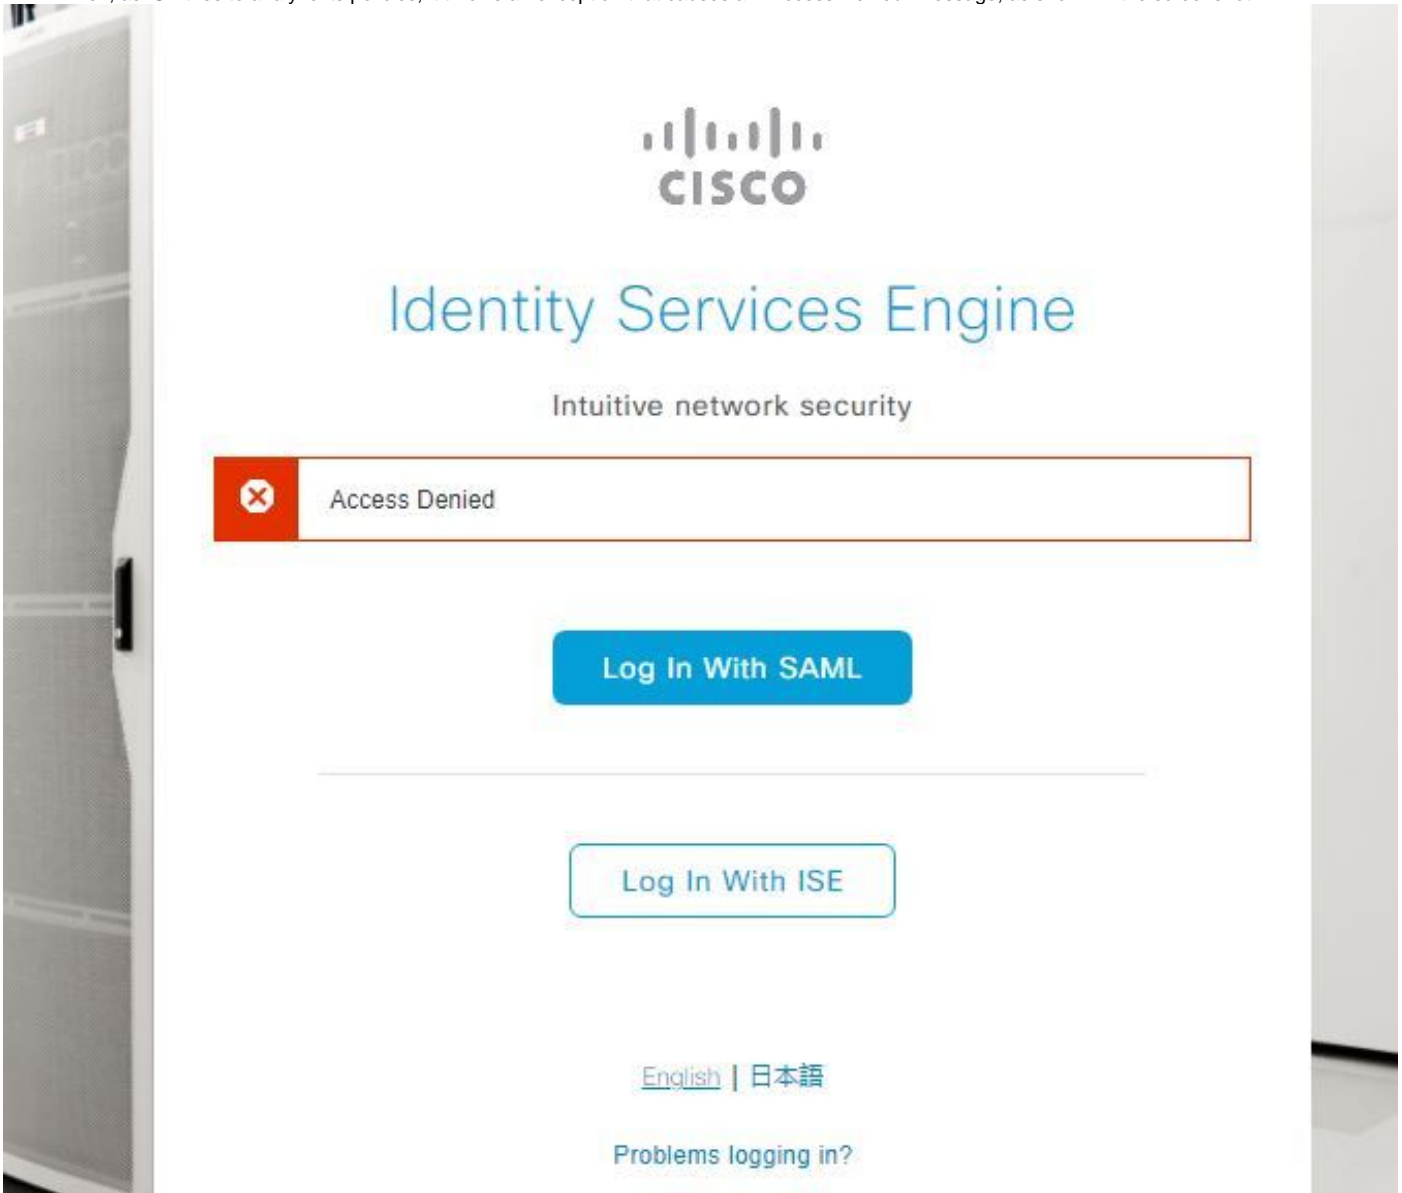 CISCO
Identity Services Engine
Intuitive network security
Access Denied
Log In With SAML
Log In With ISE
English | 日本語
Problems logging in?